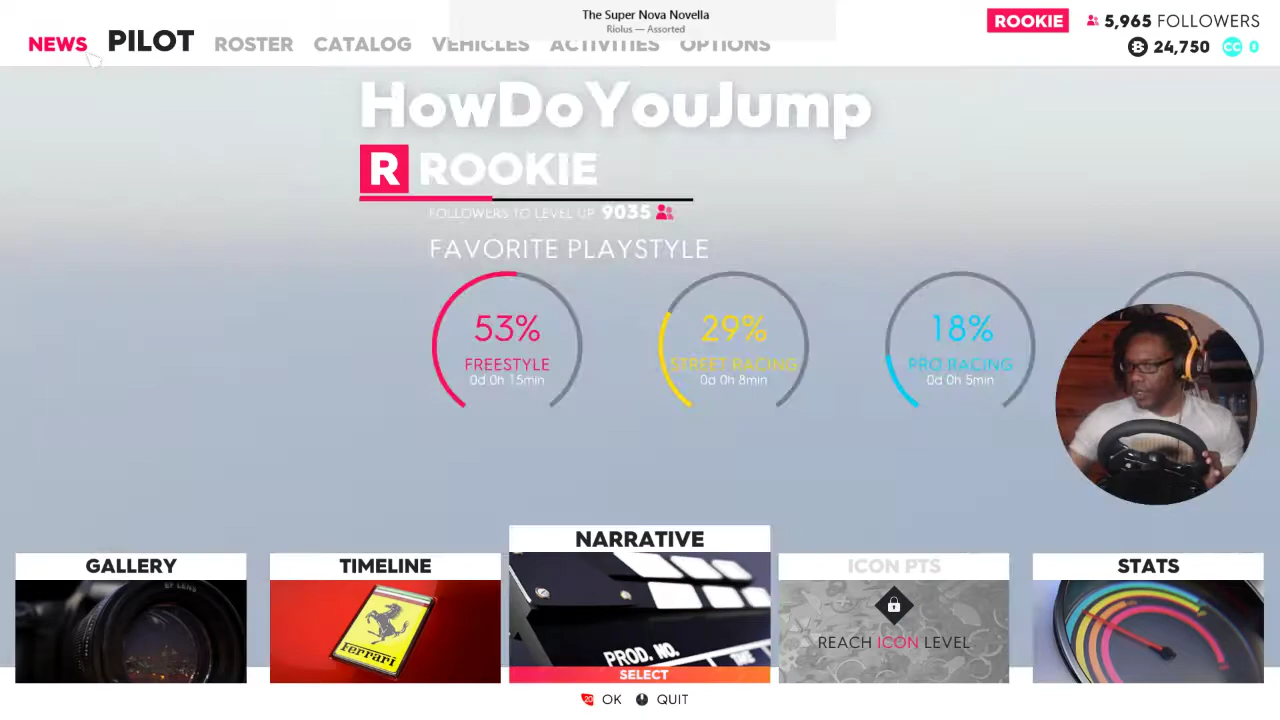 The Super Nova Novella
Riolus — Assorted
NEWS PILOT ROSTER CATALOG VEHICLES ACTIVITIES OPTIONS
ROOKIE 5,965 FOLLOWERS
24,750 CC 0
HowDoYouJump
R ROOKIE
FOLLOWERS TO LEVEL UP 9035
FAVORITE PLAYSTYLE
53%
FREESTYLE
0d 0h 15min
29%
STREET RACING
0d 0h 8min
18%
PRO RACING
0d 0h 5min
GALLERY
TIMELINE
Ferrari
NARRATIVE
PROD. NO.
SELECT
ICON PTS
REACH ICON LEVEL
STATS
OK QUIT